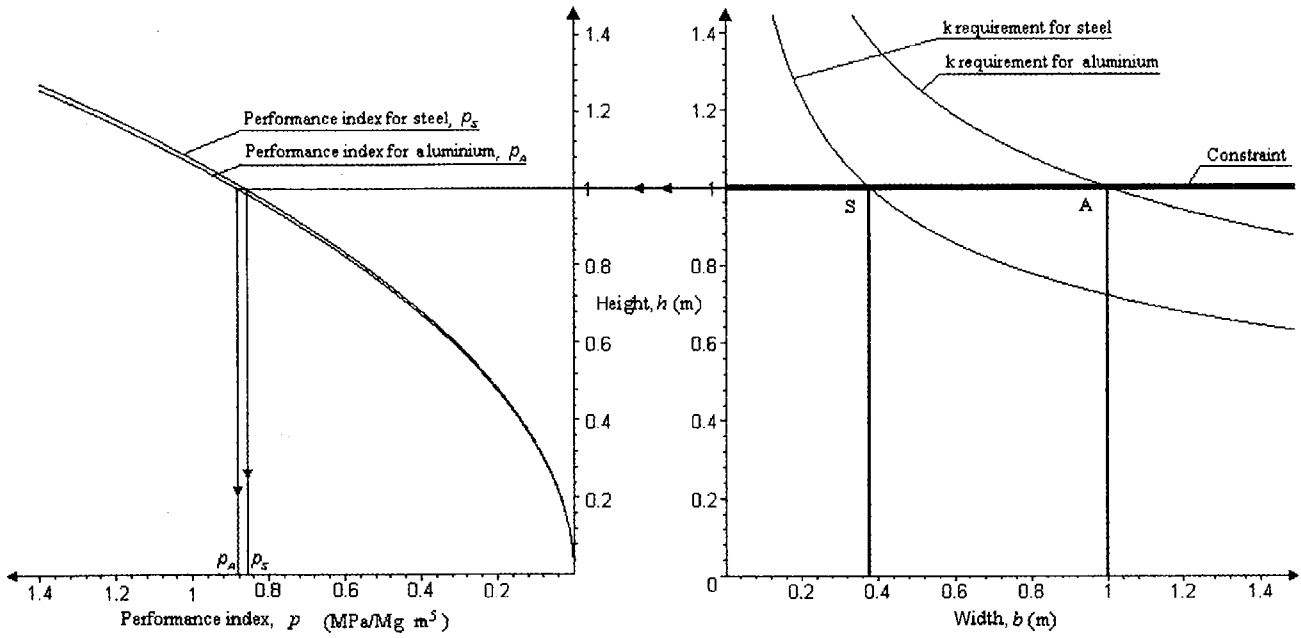 1.4
1.2
1
0.8
0.6
0.4
0.2
Height, h (m)
Performance index for steel, p_S
Performance index for aluminium, p_A
p_A p_S
1.4 1.2 1 0.8 0.6 0.4 0.2
Performance index, p (MPa/Mg m⁵)
1.4
1.2
1
0.8
0.6
0.4
0.2
0
k requirement for steel
k requirement for aluminium
Constraint
S
A
0.2 0.4 0.6 0.8 1 1.2 1.4
Width, b (m)